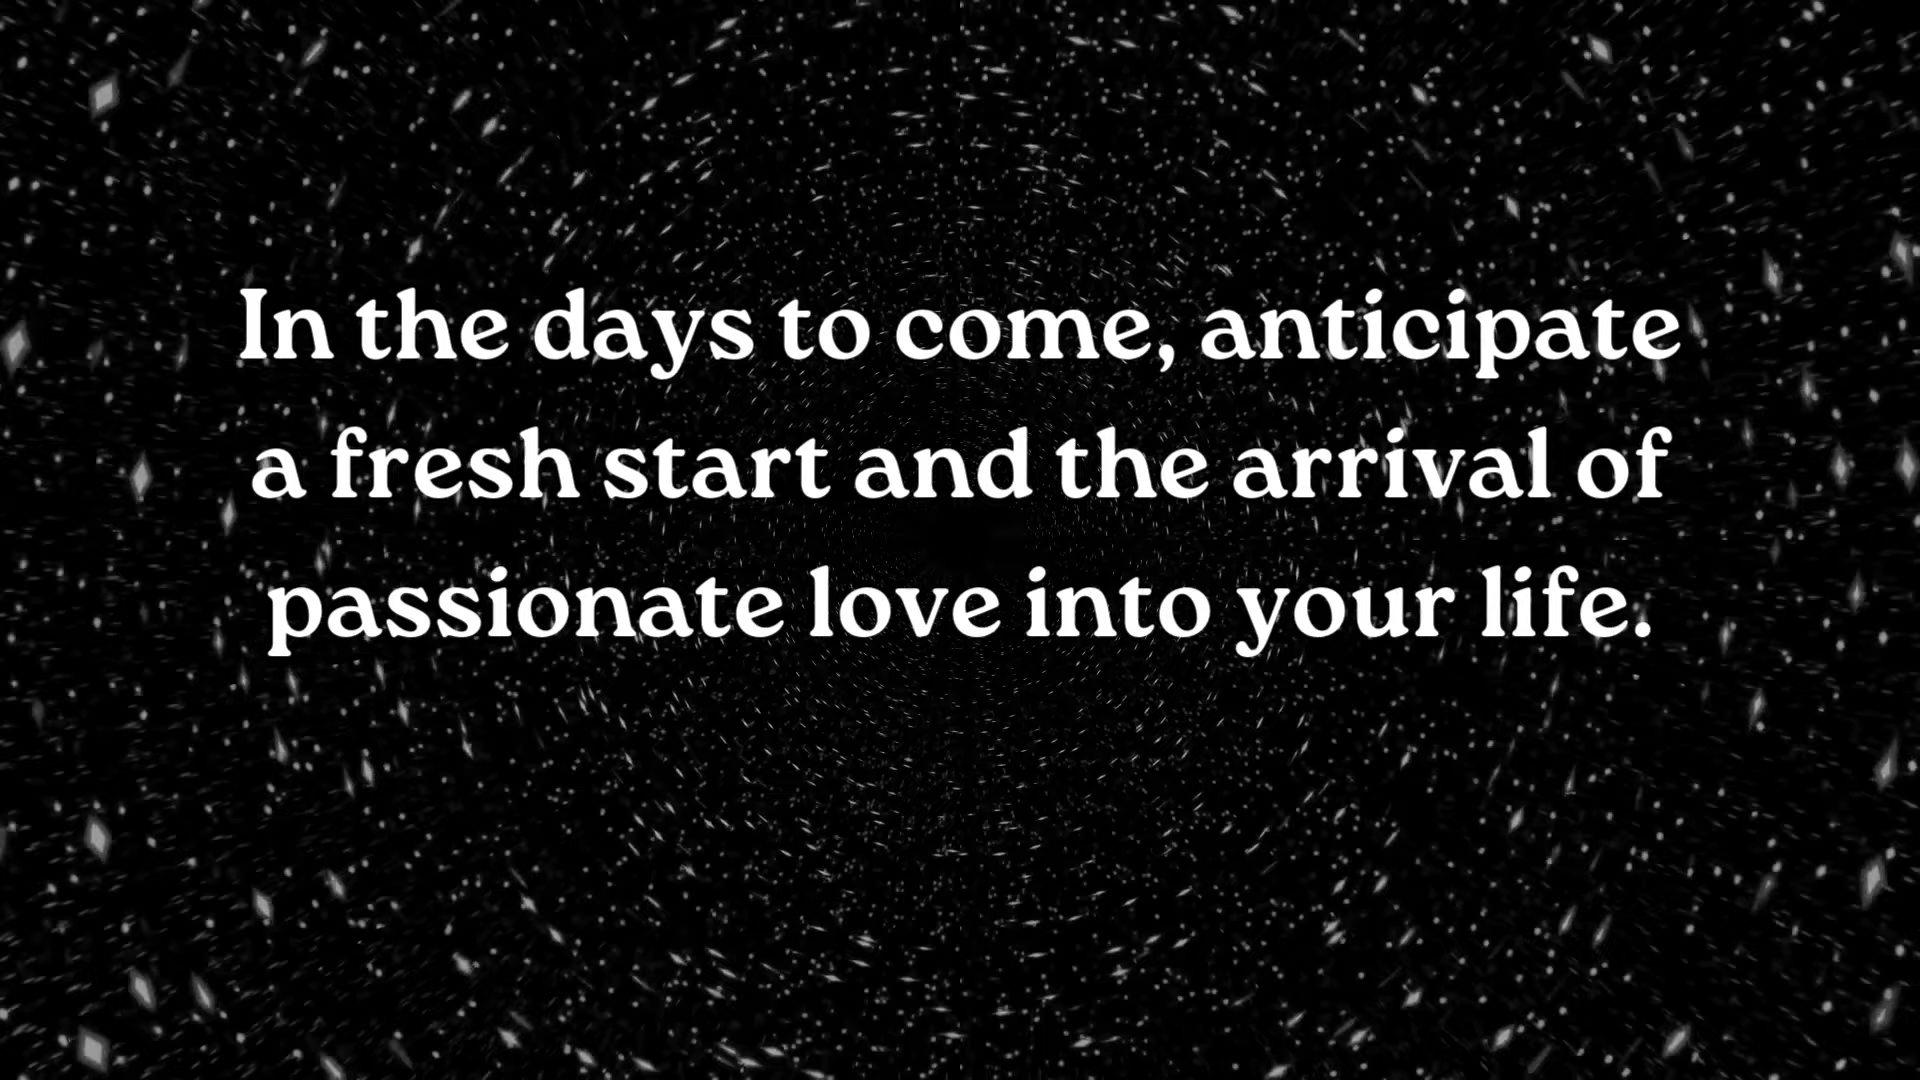 In the days to come, anticipate
a fresh start and the arrival of
passionate love into your life.